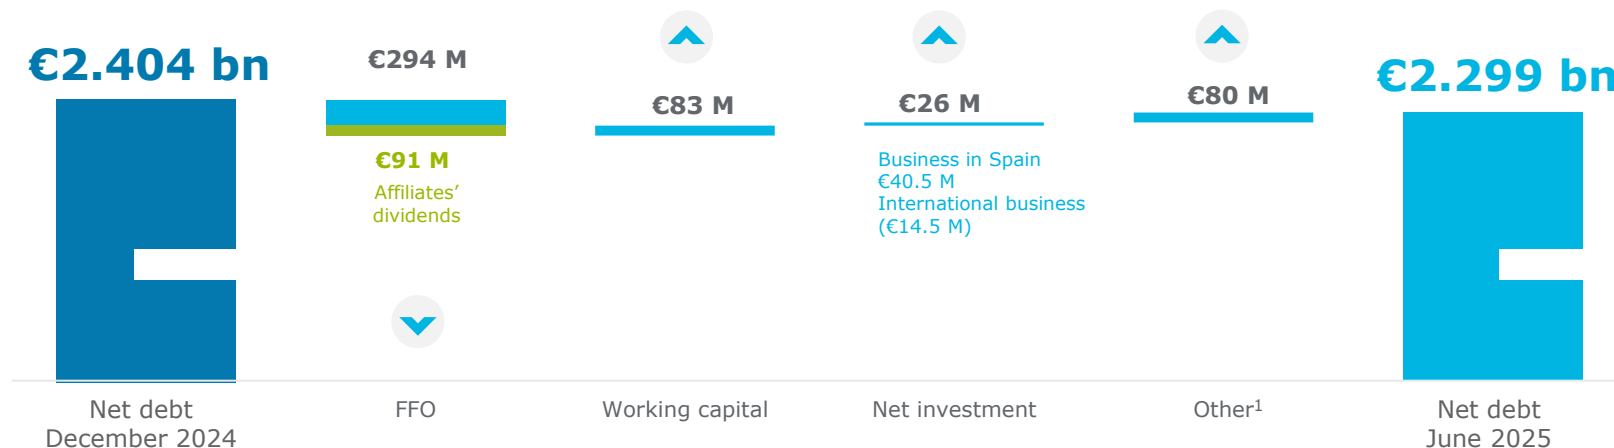 €2.404 bn
€294 M
€91 M
Affiliates’
dividends
€83 M
€26 M
Business in Spain
€40.5 M
International business
(€14.5 M)
€80 M
€2.299 bn
Net debt
December 2024
FFO
Working capital
Net investment
Other¹
Net debt
June 2025